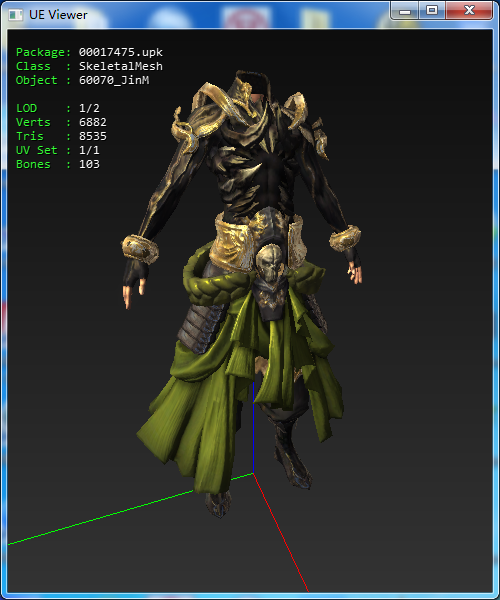 UE Viewer
Package: 00017475.upk
Class : SkeletalMesh
Object : 60070_JinM
LOD : 1/2
Verts : 6882
Tris : 8535
UV Set : 1/1
Bones : 103